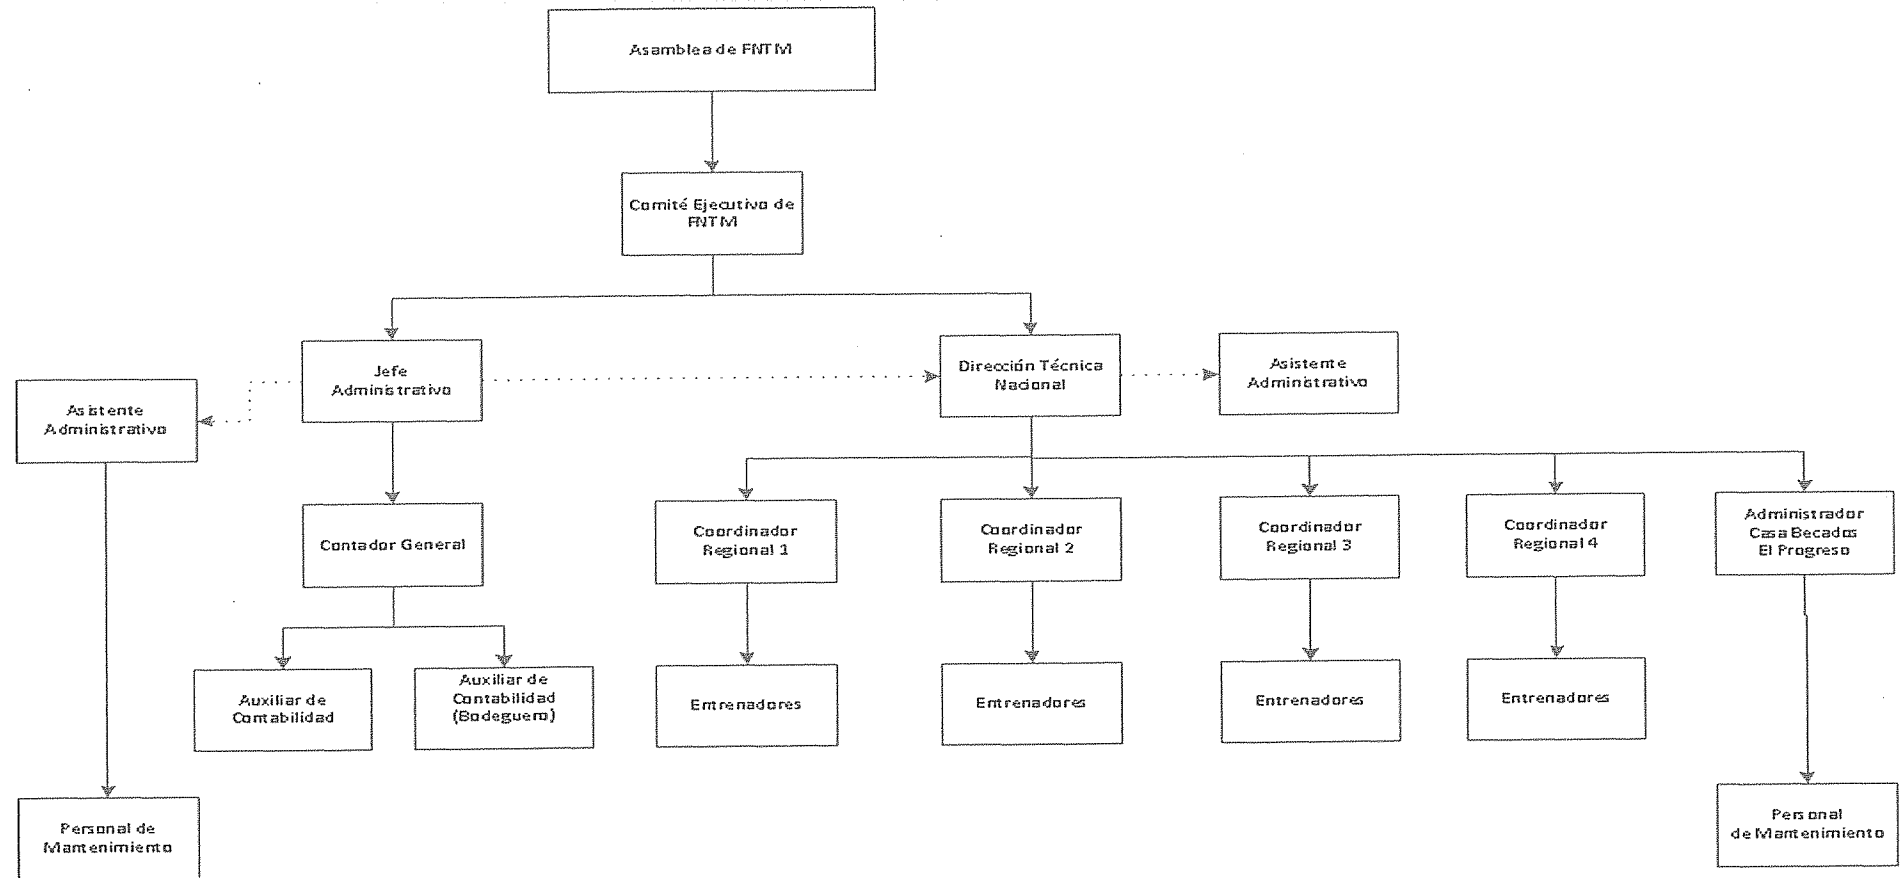 Asamblea de FNTM
Comité Ejecutivo de
FNTM
Jefe
Administrativo
Dirección Técnica
Nacional
Asistente
Administrativo
Asistente
Administrativo
Contador General
Coordinador
Regional 1
Coordinador
Regional 2
Coordinador
Regional 3
Coordinador
Regional 4
Administrador
Casa Becados
El Progreso
Auxiliar de
Contabilidad
Auxiliar de
Contabilidad
(Bodeguero)
Entrenadores
Entrenadores
Entrenadores
Entrenadores
Personal de
Mantenimiento
Personal
de Mantenimiento